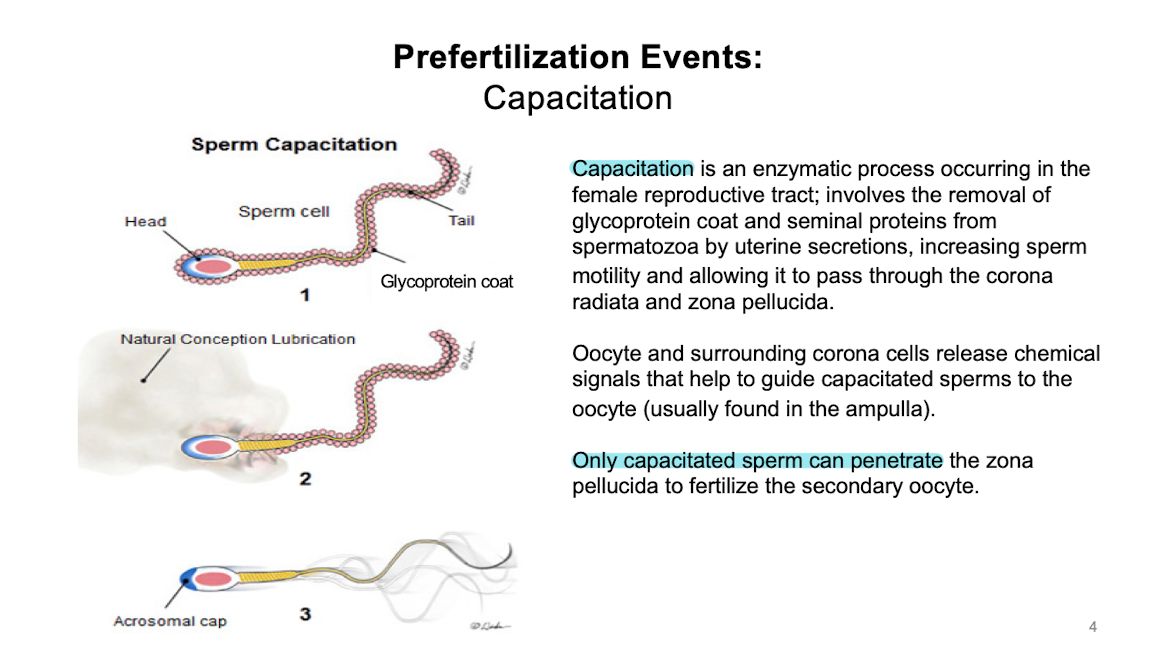 Prefertilization Events:
Capacitation
Sperm Capacitation
Head
Sperm cell
Tail
Glycoprotein coat
1
Natural Conception Lubrication
2
Acrosomal cap
3
Capacitation is an enzymatic process occurring in the
female reproductive tract; involves the removal of
glycoprotein coat and seminal proteins from
spermatozoa by uterine secretions, increasing sperm
motility and allowing it to pass through the corona
radiata and zona pellucida.
Oocyte and surrounding corona cells release chemical
signals that help to guide capacitated sperms to the
oocyte (usually found in the ampulla).
Only capacitated sperm can penetrate the zona
pellucida to fertilize the secondary oocyte.
4